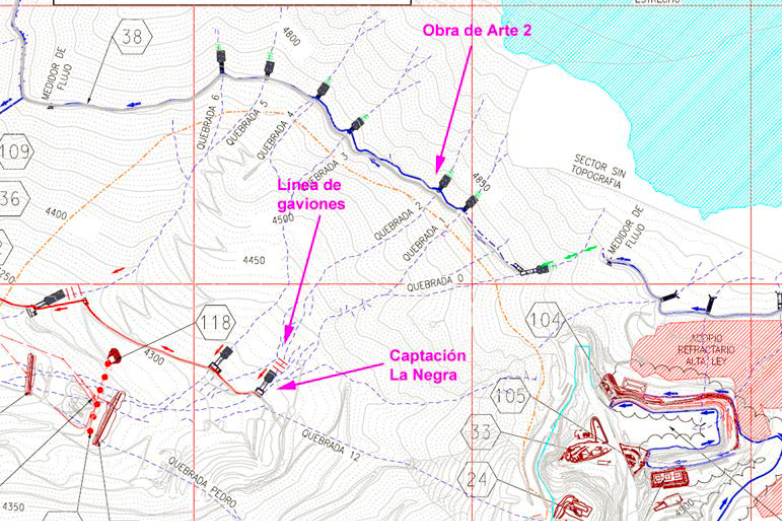 ESTRECHO
Obra de Arte 2
38
4800
MEDIDOR DE
FLUJO
QUEBRADA 6
QUEBRADA 5
QUEBRADA 4
QUEBRADA 3
109
SECTOR SIN
TOPOGRAFIA
4850
Línea de
gaviones
36
4400
4500
QUEBRADA 2
QUEBRADA 1
MEDIDOR DE
FLUJO
4450
QUEBRADA 0
118
104
4300
ACOPIO
REFRACTARIO
ALTA LEY
Captación
La Negra
105
33
QUEBRADA 12
24
QUEBRADA PEDRO
4350